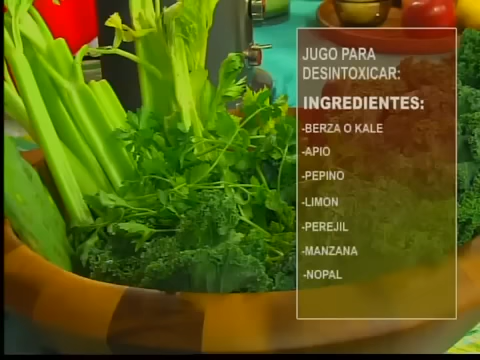 JUGO PARA
DESINTOXICAR:
INGREDIENTES:
-BERZA O KALE
-APIO
-PEPINO
-LIMON
-PEREJIL
-MANZANA
-NOPAL